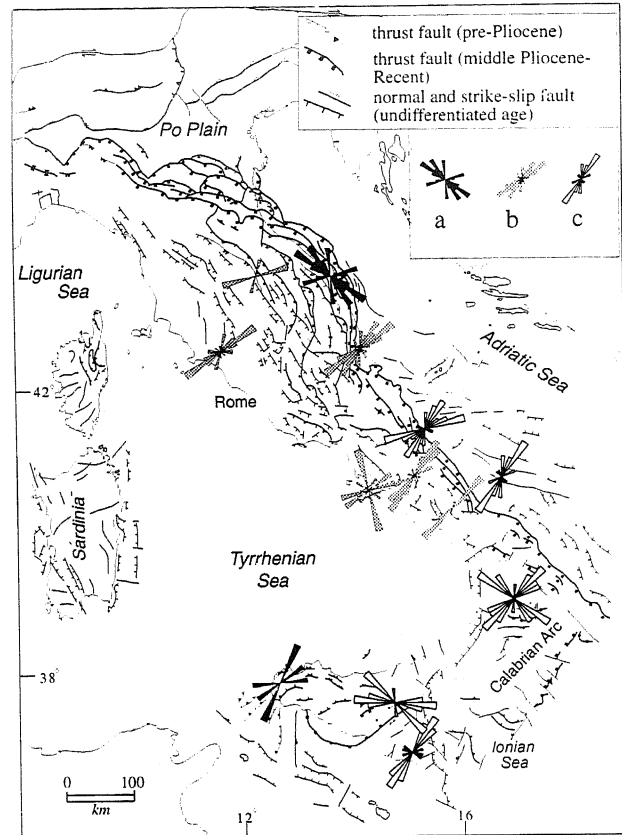 thrust fault (pre-Pliocene)
thrust fault (middle Pliocene-
Recent)
normal and strike-slip fault
(undifferentiated age)
Po Plain
a b c
Ligurian
Sea
Adriatic Sea
42
Rome
Sardinia
Tyrrhenian
Sea
Calabrian Arc
38°
Ionian
Sea
0 100
km
12° 16